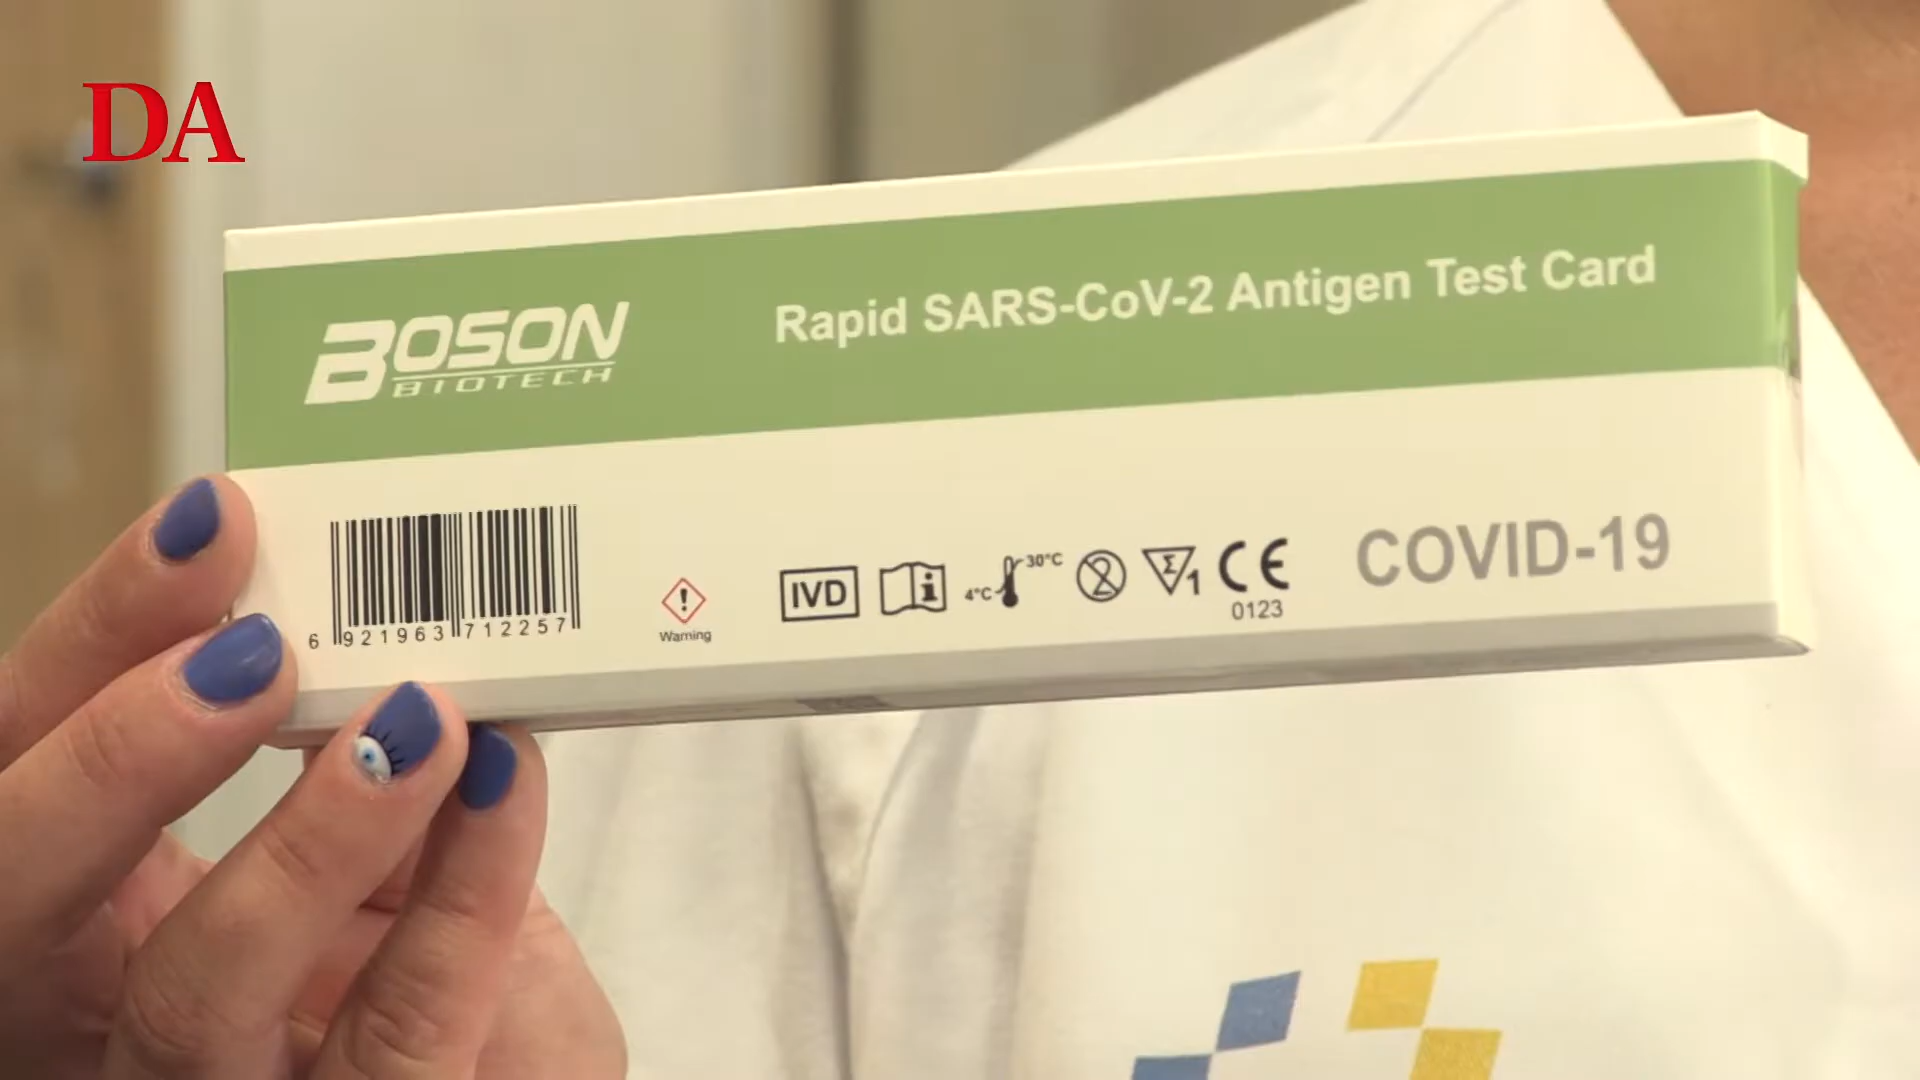 DA
BOSON
BIOTECH
Rapid SARS-CoV-2 Antigen Test Card
6 921963 712257
Warning
IVD
i
4°C
30°C
2
Σ
1
CE
0123
COVID-19